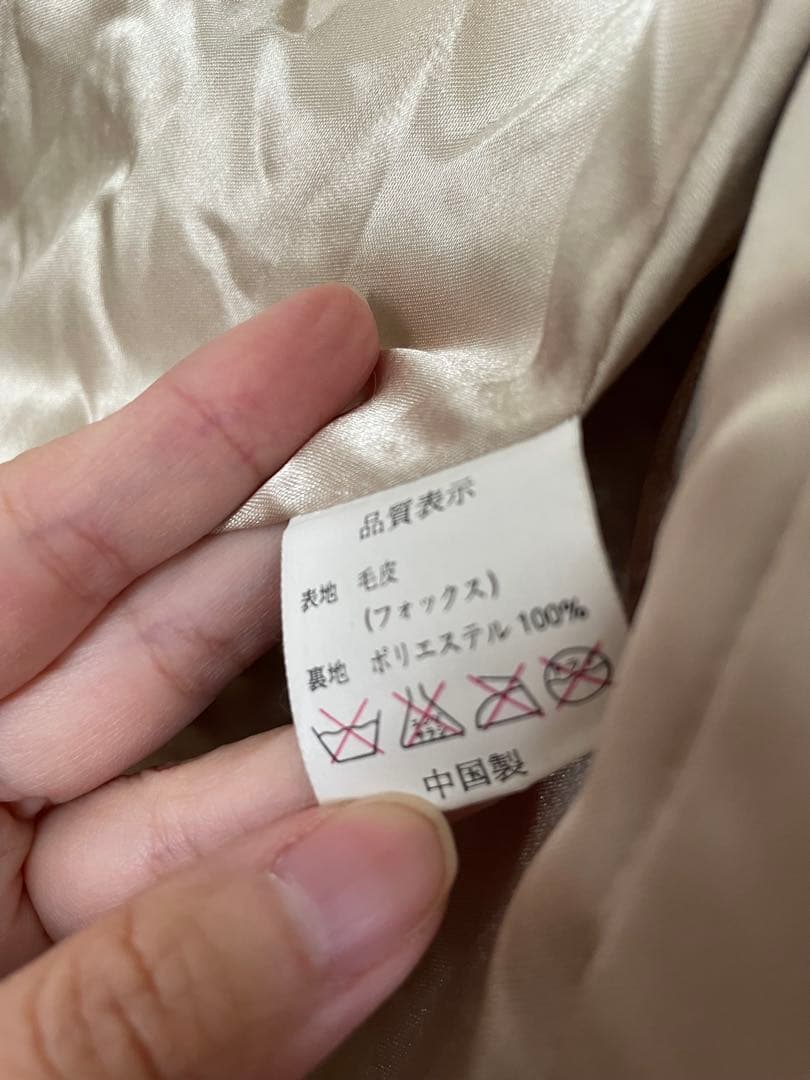 品質表示
表地 毛皮
(フォックス)
裏地 ポリエステル 100%
中国製